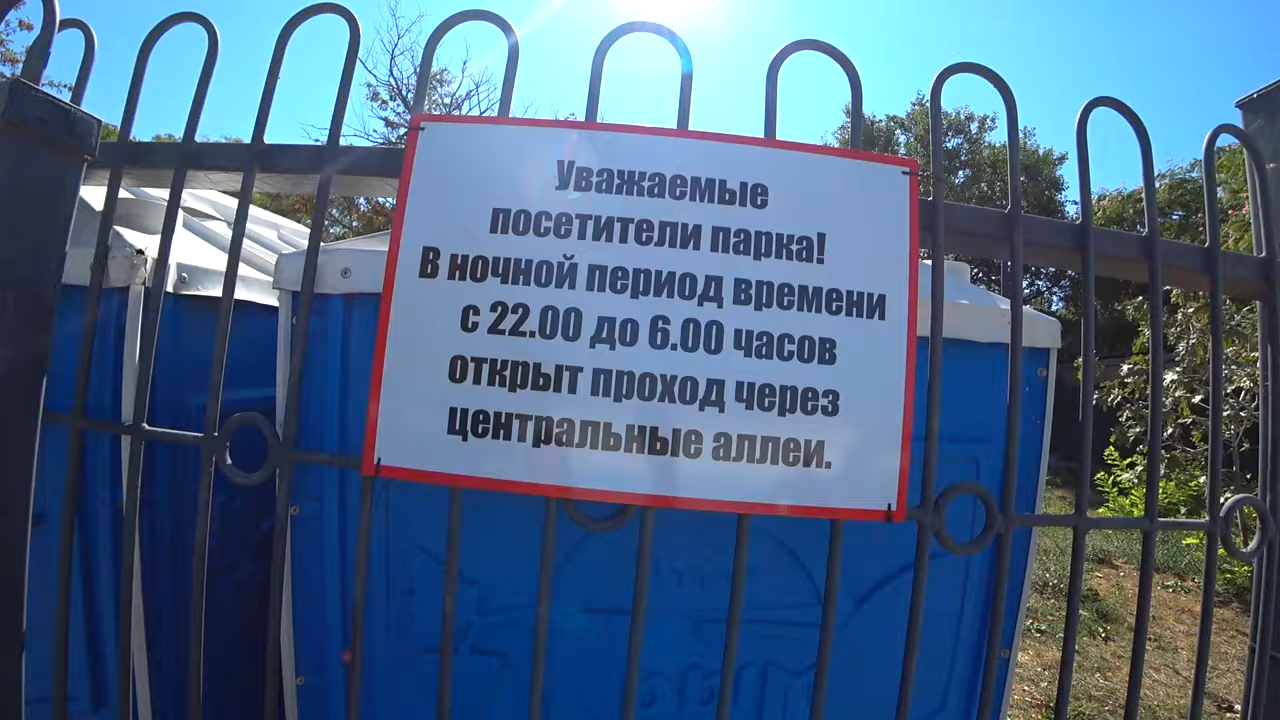 Уважаемые
посетители парка!
В ночной период времени
с 22.00 до 6.00 часов
открыт проход через
центральные аллеи.